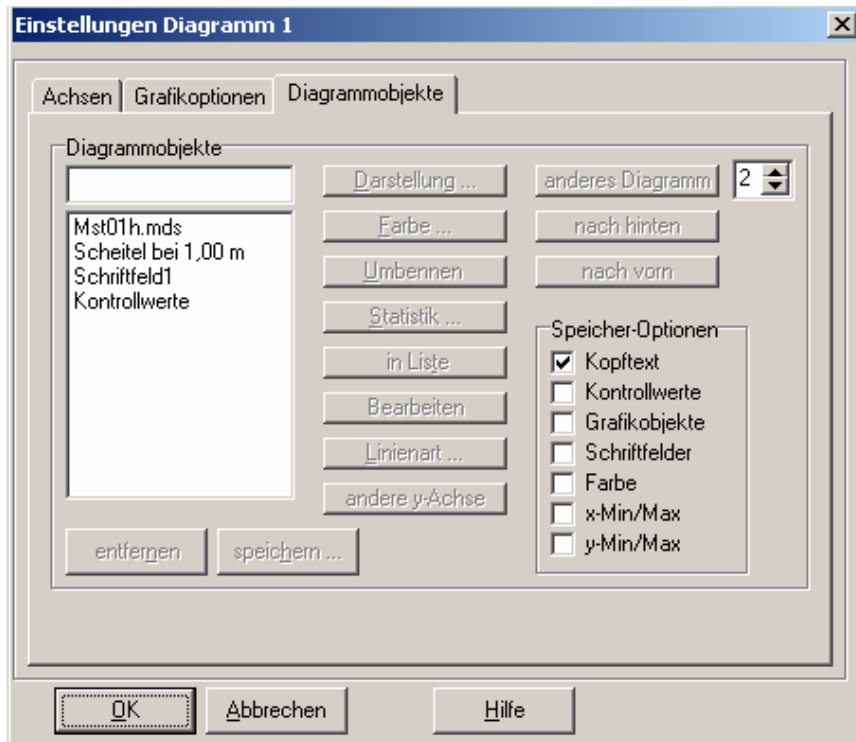 Einstellungen Diagramm 1
Achsen
Grafikoptionen
Diagrammobjekte
Diagrammobjekte
Mst01h.mds
Scheitel bei 1,00 m
Schriftfeld1
Kontrollwerte
Darstellung ...
Farbe ...
Umbennen
Statistik ...
in Liste
Bearbeiten
Linienart ...
andere y-Achse
anderes Diagramm
2
nach hinten
nach vorn
Speicher-Optionen
Kopftext
Kontrollwerte
Grafikobjekte
Schriftfelder
Farbe
x-Min/Max
y-Min/Max
entfernen
speichern ...
OK
Abbrechen
Hilfe